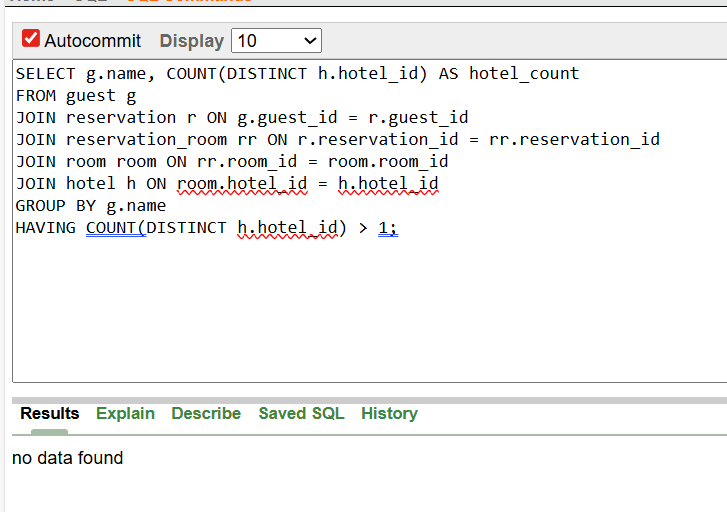 Autocommit Display 10
SELECT g.name, COUNT(DISTINCT h.hotel_id) AS hotel_count
FROM guest g
JOIN reservation r ON g.guest_id = r.guest_id
JOIN reservation_room rr ON r.reservation_id = rr.reservation_id
JOIN room room ON rr.room_id = room.room_id
JOIN hotel h ON room.hotel_id = h.hotel_id
GROUP BY g.name
HAVING COUNT(DISTINCT h.hotel_id) > 1;
Results Explain Describe Saved SQL History
no data found